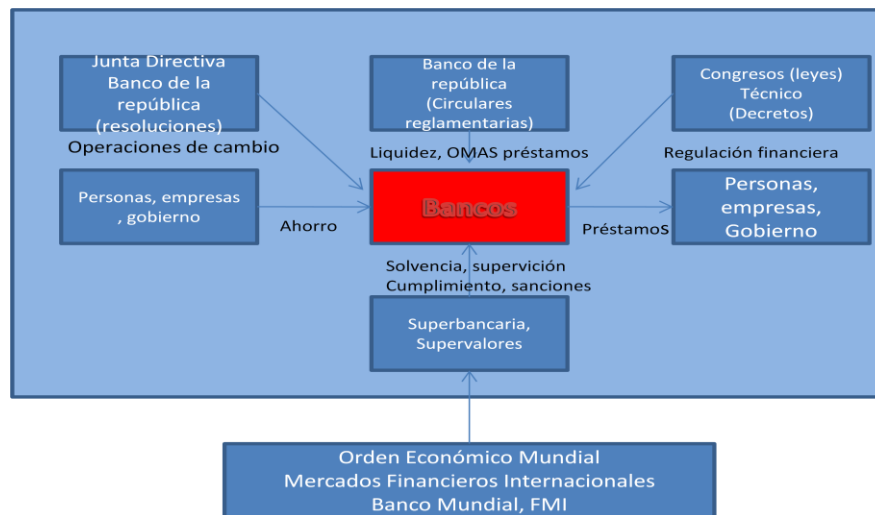 Junta Directiva
Banco de la
república
(resoluciones)
Banco de la
república
(Circulares
reglamentarias)
Congresos (leyes)
Técnico
(Decretos)
Operaciones de cambio
Liquidez, OMAS préstamos
Regulación financiera
Personas, empresas
, gobierno
Ahorro
Bancos
Préstamos
Personas,
empresas,
Gobierno
Solvencia, supervición
Cumplimiento, sanciones
Superbancaria,
Supervalores
Orden Económico Mundial
Mercados Financieros Internacionales
Banco Mundial, FMI